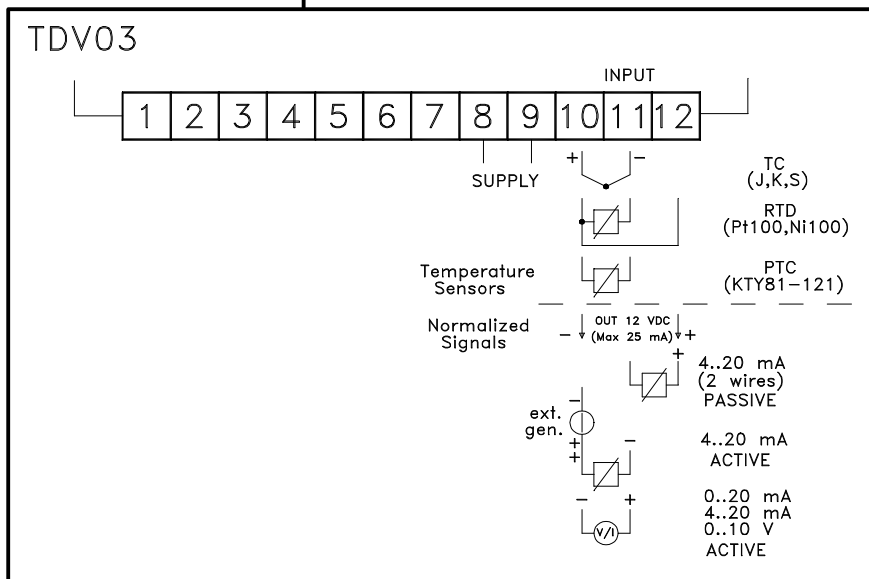 TDV03
INPUT
1 2 3 4 5 6 7 8 9 10 11 12
+ -
SUPPLY
TC
(J,K,S)
RTD
(Pt100,Ni100)
Temperature
Sensors
PTC
(KTY81-121)
Normalized
Signals
- OUT 12 VDC +
(Max 25 mA)
+
4..20 mA
(2 wires)
PASSIVE
-
ext.
gen.
+
+ -
4..20 mA
ACTIVE
- +
0..20 mA
4..20 mA
0..10 V
ACTIVE
V/I